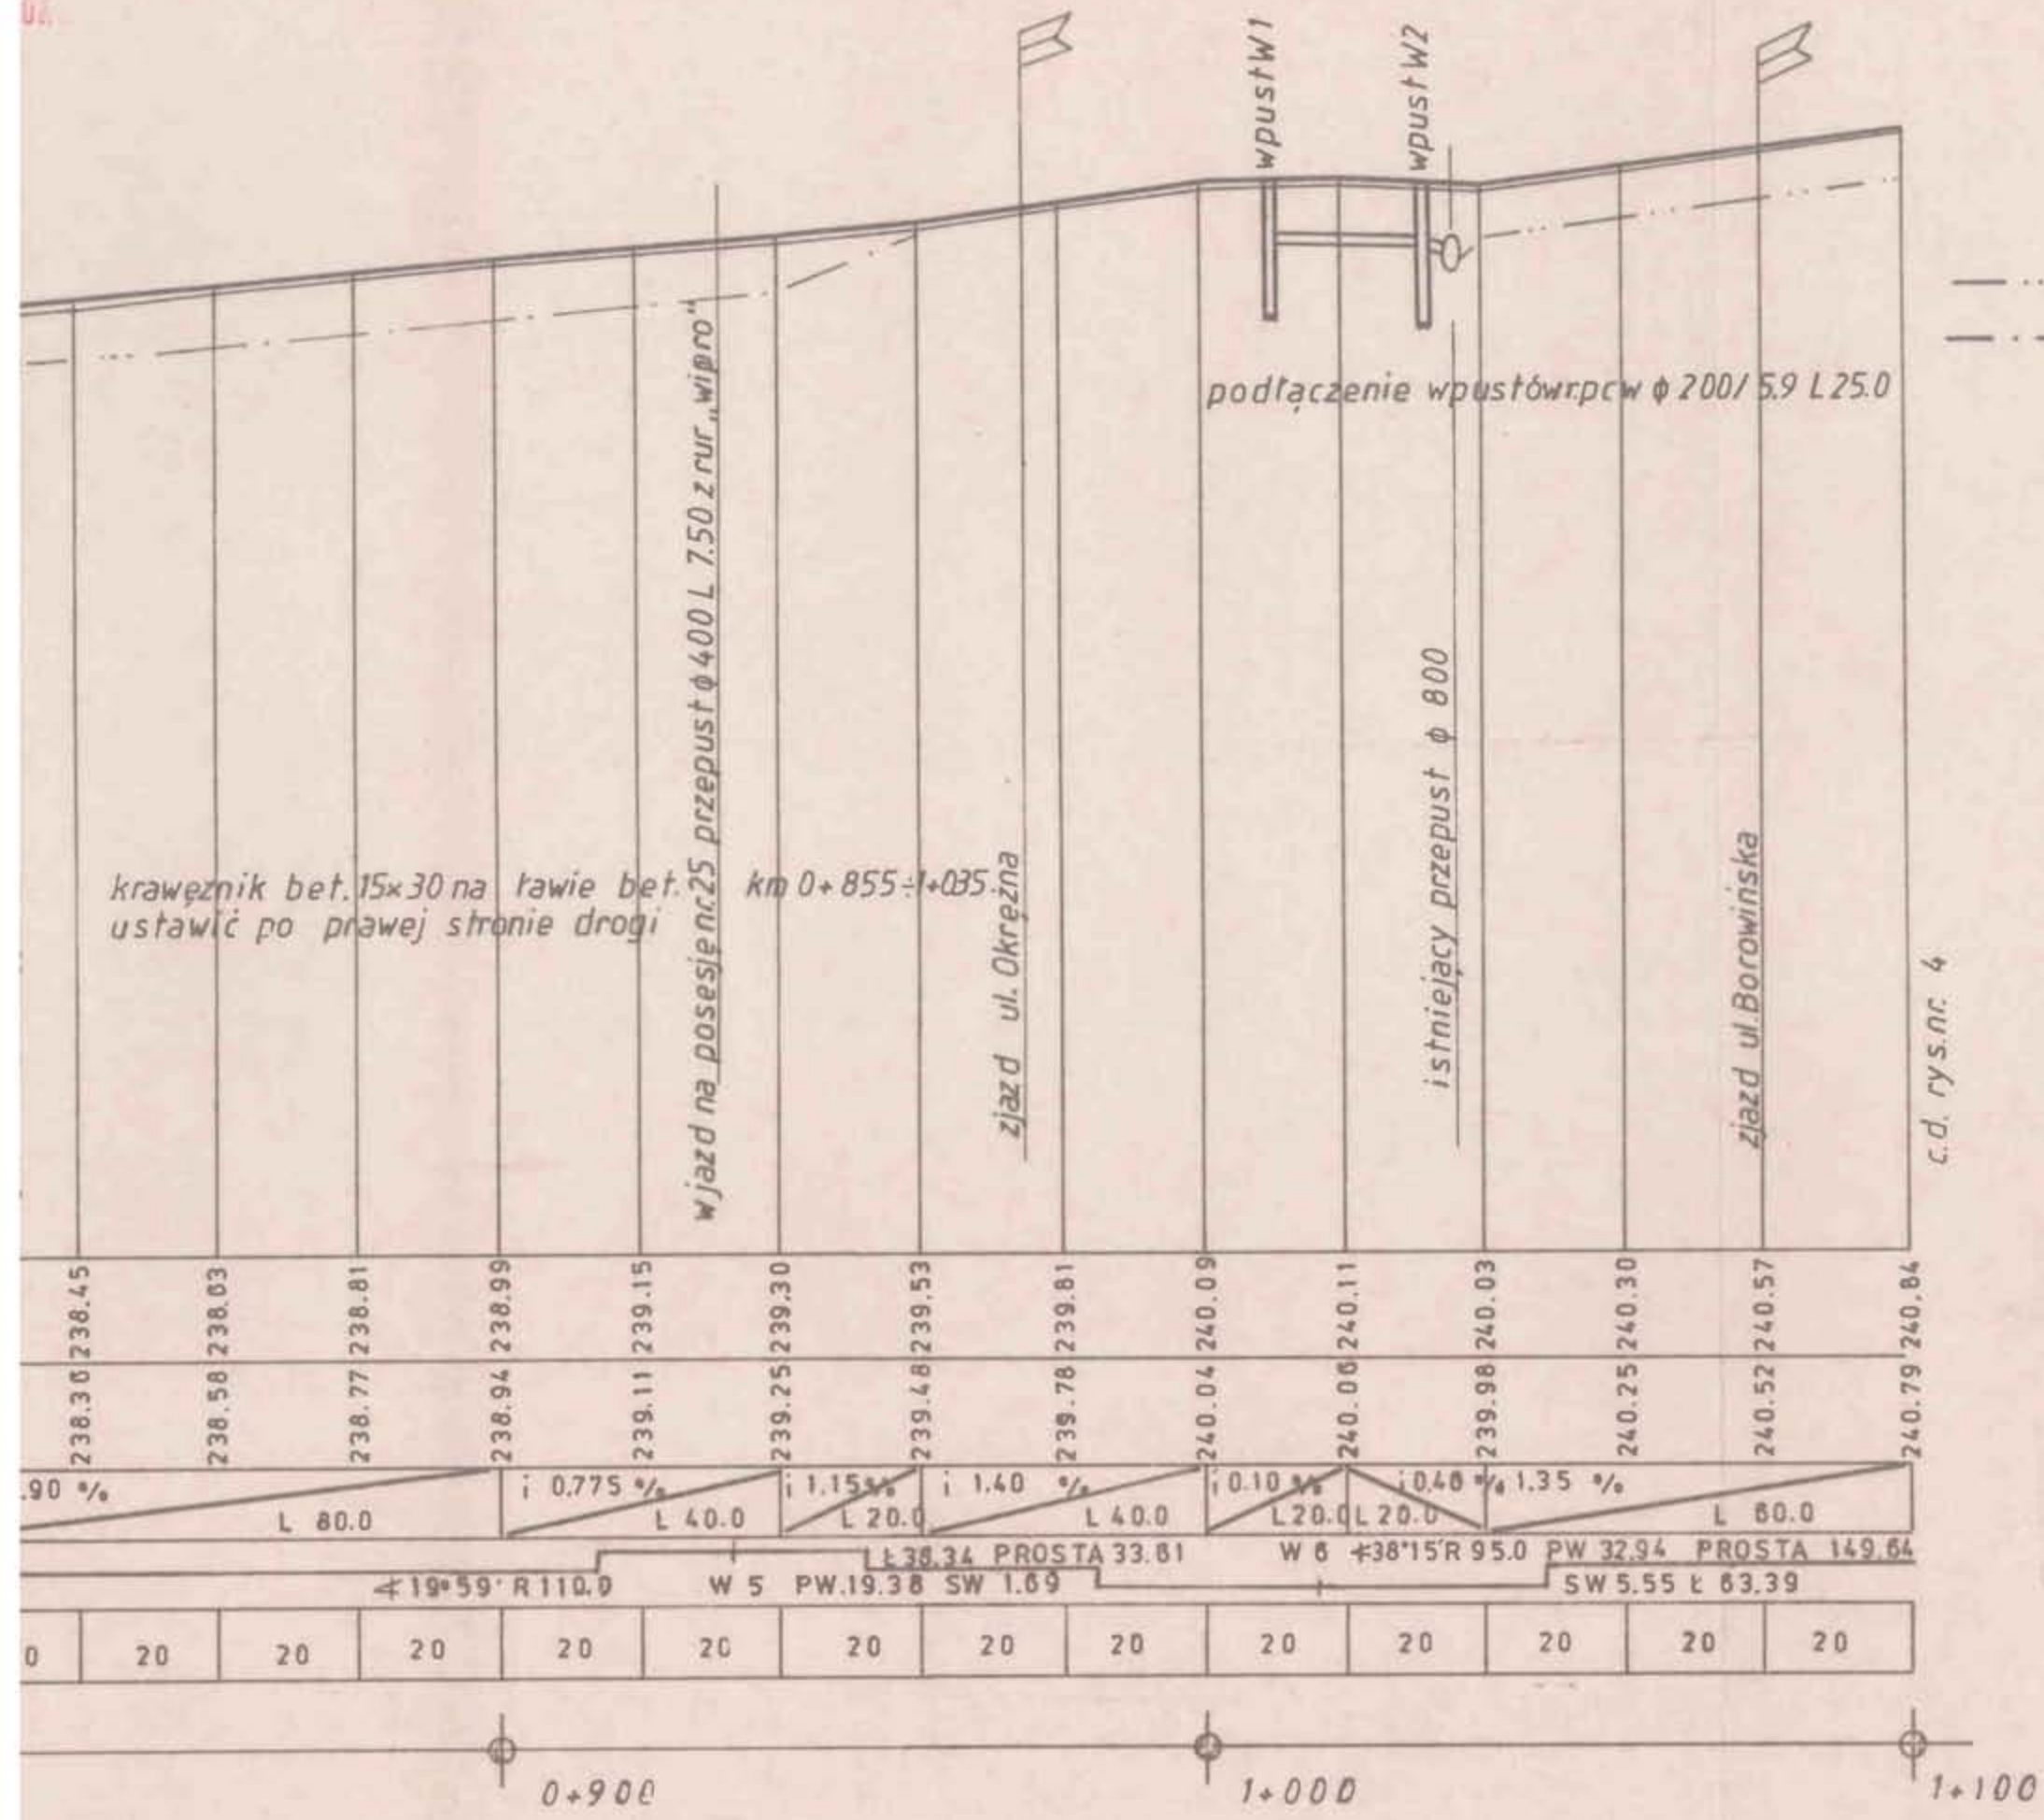 wpust W1
wpust W2
podłączenie wpustów r.pcw ϕ 200/ 5.9 L 25.0
wjazd na posesję nr.25 przepust ϕ 400 L 7.50 z rur „wipro"
krawężnik bet. 15×30 na ławie bet. km 0+855÷1+035.
ustawić po prawej stronie drogi
zjazd ul. Okrężna
istniejący przepust ϕ 800
zjazd ul. Borowińska
c.d. rys.nr. 4
238.45 238.63 238.81 238.99 239.15 239.30 239.53 239.81 240.09 240.11 240.03 240.30 240.57 240.84
238.36 238.58 238.77 238.94 239.11 239.25 239.48 239.78 240.04 240.06 239.98 240.25 240.52 240.79
.90 % i 0.775 % i 1.15% i 1.40 % i 0.10 % i 0.40 % 1.35 %
L 80.0 L 40.0 L 20.0 L 40.0 L 20.0 L 20.0 L 60.0
Ł 38.34 PROSTA 33.61 W 6 ∢38°15' R 95.0 PW 32.94 PROSTA 149.64
∢19°59' R 110.0 W 5 PW.19.38 SW 1.69 SW 5.55 Ł 63.39
0 20 20 20 20 20 20 20 20 20 20 20 20 20
0+900 1+000 1+100